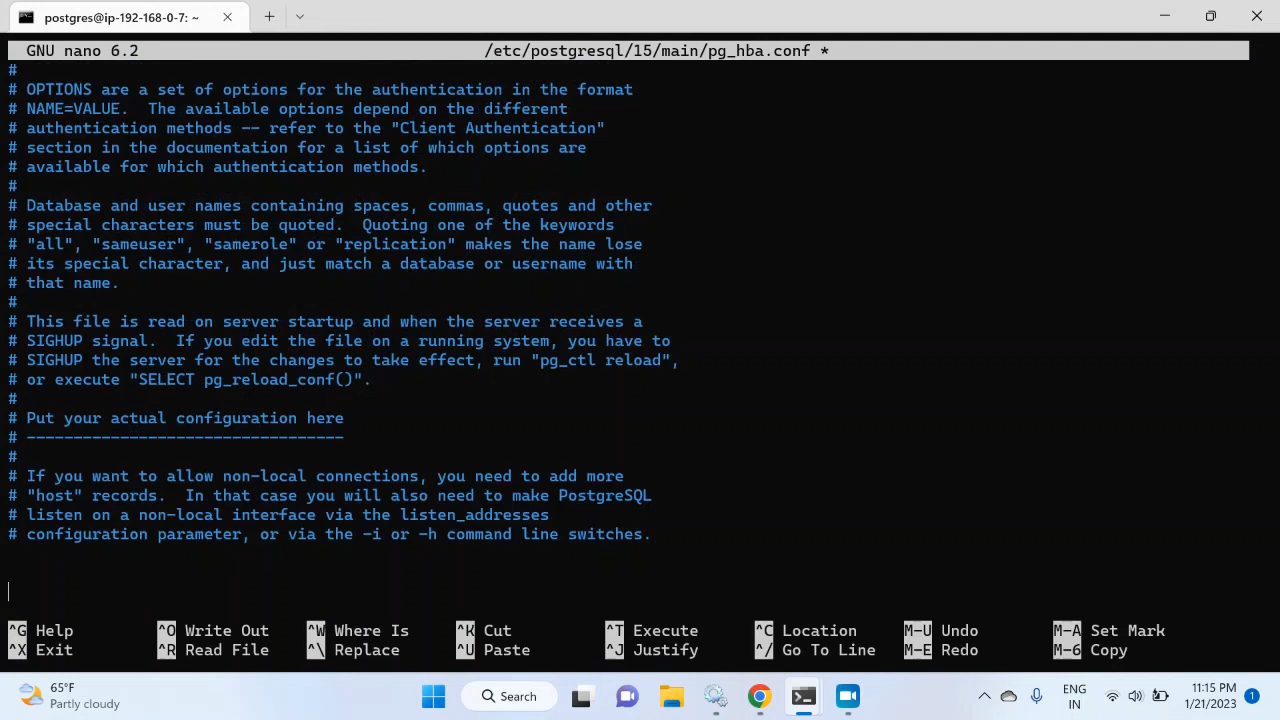 postgres@ip-192-168-0-7: ~
GNU nano 6.2 /etc/postgresql/15/main/pg_hba.conf *
#
# OPTIONS are a set of options for the authentication in the format
# NAME=VALUE.  The available options depend on the different
# authentication methods -- refer to the "Client Authentication"
# section in the documentation for a list of which options are
# available for which authentication methods.
#
# Database and user names containing spaces, commas, quotes and other
# special characters must be quoted.  Quoting one of the keywords
# "all", "sameuser", "samerole" or "replication" makes the name lose
# its special character, and just match a database or username with
# that name.
#
# This file is read on server startup and when the server receives a
# SIGHUP signal.  If you edit the file on a running system, you have to
# SIGHUP the server for the changes to take effect, run "pg_ctl reload",
# or execute "SELECT pg_reload_conf()".
#
# Put your actual configuration here
# ----------------------------------
#
# If you want to allow non-local connections, you need to add more
# "host" records.  In that case you will also need to make PostgreSQL
# listen on a non-local interface via the listen_addresses
# configuration parameter, or via the -i or -h command line switches.
^G Help ^O Write Out ^W Where Is ^K Cut ^T Execute ^C Location M-U Undo M-A Set Mark
^X Exit ^R Read File ^\ Replace ^U Paste ^J Justify ^/ Go To Line M-E Redo M-6 Copy
65°F
Partly cloudy
Search
ENG
IN
11:15 PM
1/21/2023
1